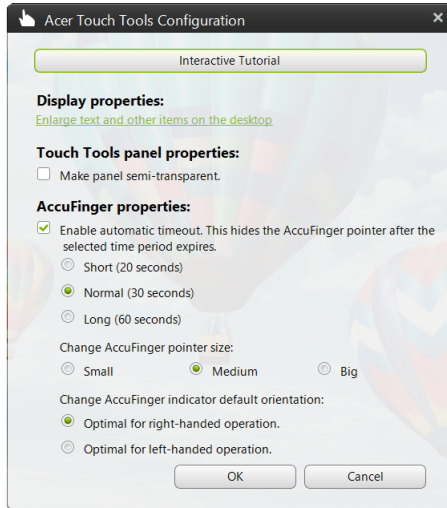 Acer Touch Tools Configuration
Interactive Tutorial
Display properties:
Enlarge text and other items on the desktop
Touch Tools panel properties:
Make panel semi-transparent.
AccuFinger properties:
Enable automatic timeout. This hides the AccuFinger pointer after the
selected time period expires.
Short (20 seconds)
Normal (30 seconds)
Long (60 seconds)
Change AccuFinger pointer size:
Small Medium Big
Change AccuFinger indicator default orientation:
Optimal for right-handed operation.
Optimal for left-handed operation.
OK Cancel